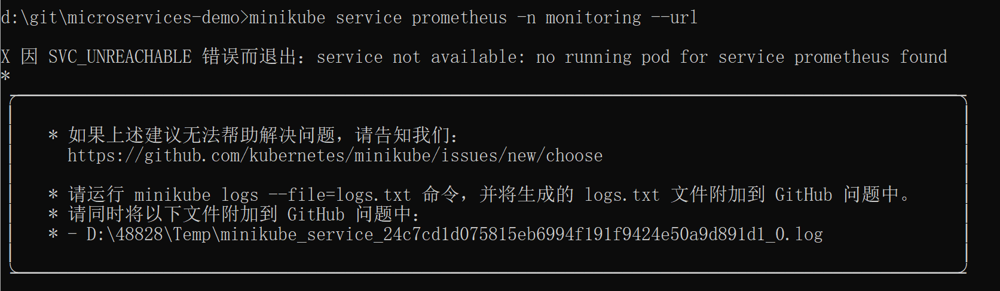 d:\git\microservices-demo>minikube service prometheus -n monitoring --url
X 因 SVC_UNREACHABLE 错误而退出：service not available: no running pod for service prometheus found
*
* 如果上述建议无法帮助解决问题，请告知我们：
https://github.com/kubernetes/minikube/issues/new/choose
* 请运行 minikube logs --file=logs.txt 命令，并将生成的 logs.txt 文件附加到 GitHub 问题中。
* 请同时将以下文件附加到 GitHub 问题中：
* - D:\48828\Temp\minikube_service_24c7cd1d075815eb6994f191f9424e50a9d891d1_0.log